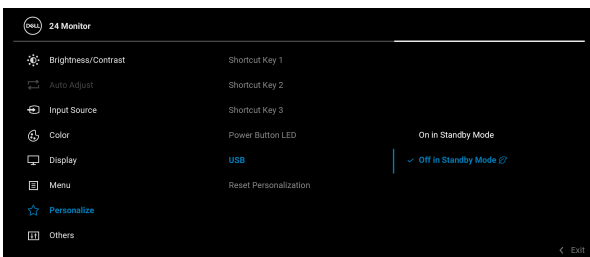 DELL 24 Monitor
Brightness/Contrast Shortcut Key 1
Auto Adjust Shortcut Key 2
Input Source Shortcut Key 3
Color Power Button LED On in Standby Mode
Display USB Off in Standby Mode
Menu Reset Personalization
Personalize
Others
Exit